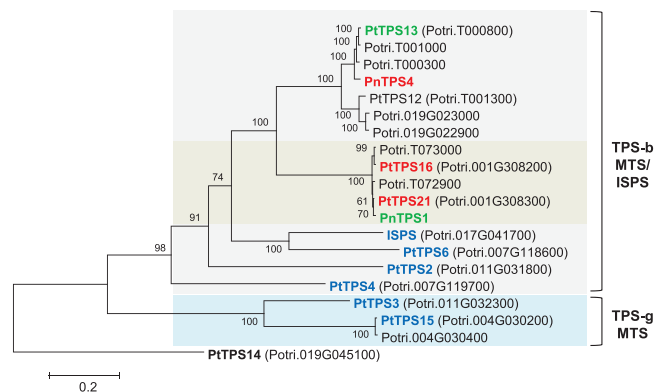 100
PtTPS13 (Potri.T000800)
100
Potri.T001000
100
Potri.T000300
100
PnTPS4
100
PtTPS12 (Potri.T001300)
100
Potri.019G023000
100
Potri.019G022900
99
Potri.T073000
PtTPS16 (Potri.001G308200)
100
Potri.T072900
61
PtTPS21 (Potri.001G308300)
70
PnTPS1
74
91
98
100
ISPS (Potri.017G041700)
PtTPS6 (Potri.007G118600)
PtTPS2 (Potri.011G031800)
PtTPS4 (Potri.007G119700)
PtTPS3 (Potri.011G032300)
100
PtTPS15 (Potri.004G030200)
100
Potri.004G030400
PtTPS14 (Potri.019G045100)
TPS-b
MTS/
ISPS
TPS-g
MTS
0.2